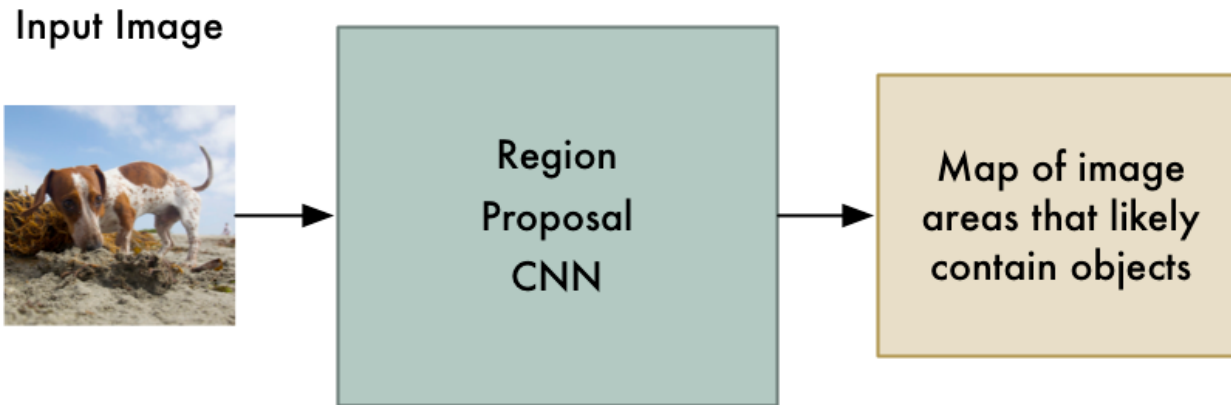 Input Image
Region
Proposal
CNN
Map of image
areas that likely
contain objects